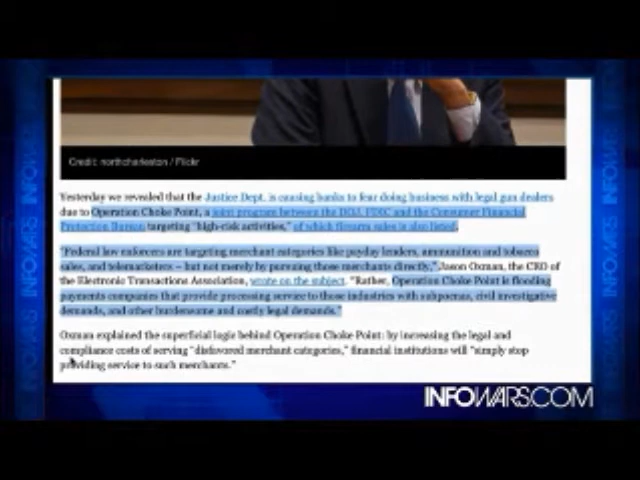 Credit: northcharleston / Flickr
Yesterday we revealed that the Justice Dept. is causing banks to fear doing business with legal gun dealers
due to Operation Choke Point, a joint program between the DOJ, FDIC and the Consumer Financial
Protection Bureau targeting "high-risk activities," of which firearm sales is also listed.
"Federal law enforcers are targeting merchant categories like payday lenders, ammunition and tobacco
sales, and telemarketers – but not merely by pursuing those merchants directly," Jason Oxman, the CEO of
the Electronic Transactions Association, wrote on the subject. "Rather, Operation Choke Point is flooding
payments companies that provide processing service to those industries with subpoenas, civil investigative
demands, and other burdensome and costly legal demands."
Oxman explained the superficial logic behind Operation Choke Point: by increasing the legal and
compliance costs of serving "disfavored merchant categories," financial institutions will "simply stop
providing service to such merchants."
INFOWARS.COM
INFOWARS
INFOWARS